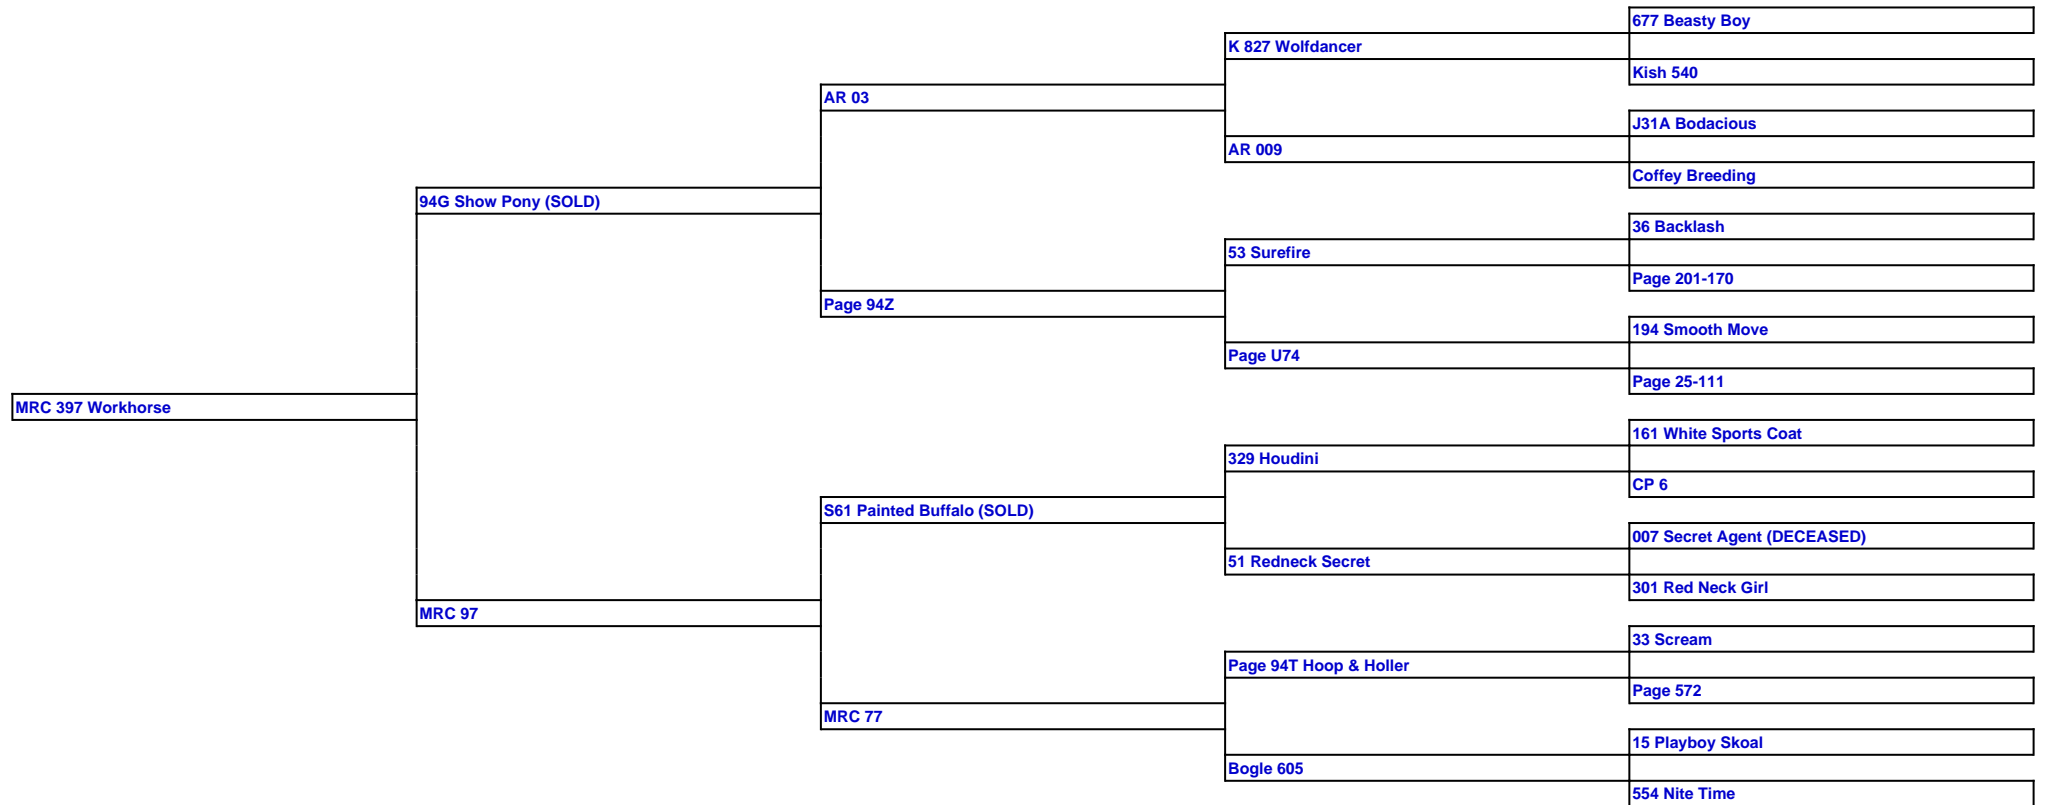 677 Beasty Boy
K 827 Wolfdancer
Kish 540
AR 03
J31A Bodacious
AR 009
Coffey Breeding
94G Show Pony (SOLD)
36 Backlash
53 Surefire
Page 201-170
Page 94Z
194 Smooth Move
Page U74
Page 25-111
MRC 397 Workhorse
161 White Sports Coat
329 Houdini
CP 6
S61 Painted Buffalo (SOLD)
007 Secret Agent (DECEASED)
51 Redneck Secret
301 Red Neck Girl
MRC 97
33 Scream
Page 94T Hoop & Holler
Page 572
MRC 77
15 Playboy Skoal
Bogle 605
554 Nite Time